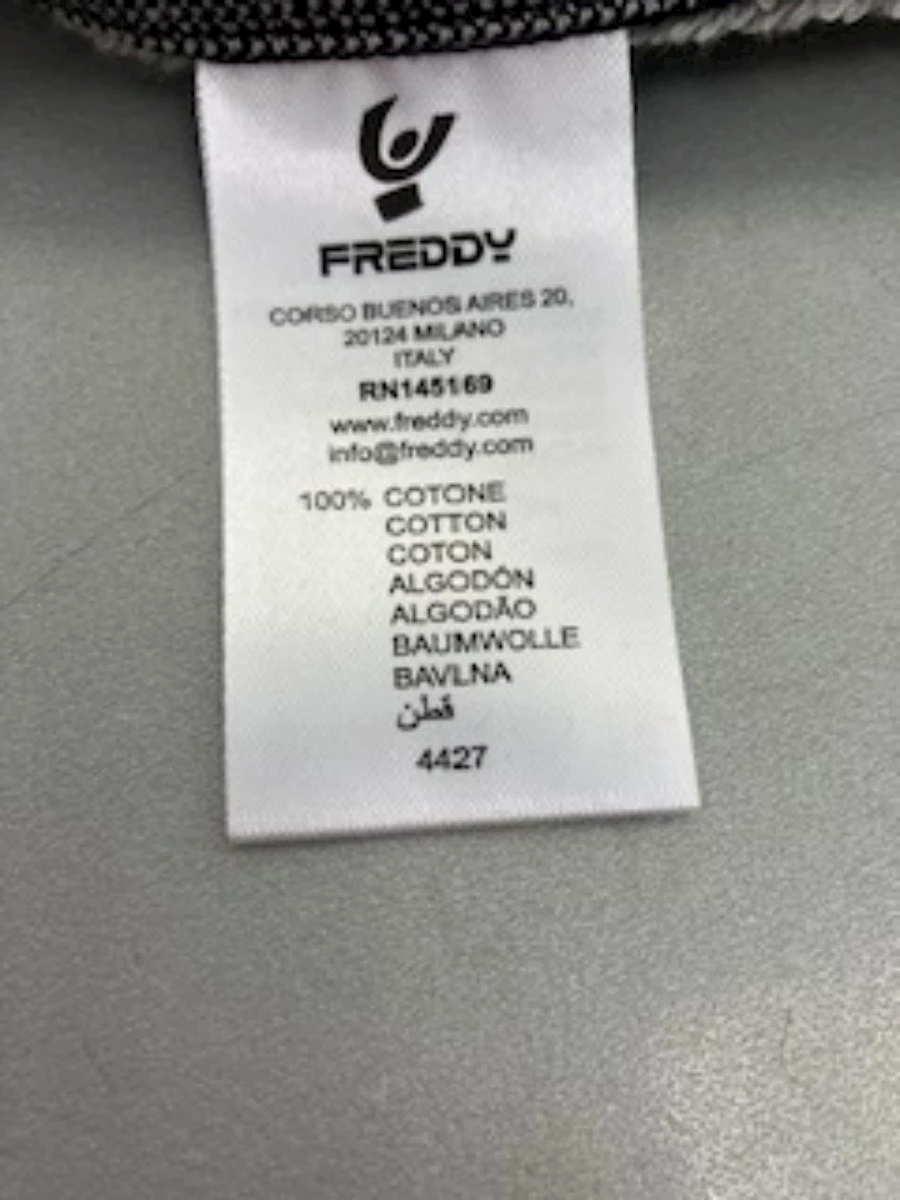 FREDDY
CORSO BUENOS AIRES 20,
20124 MILANO
ITALY
RN145169
www.freddy.com
info@freddy.com
100% COTONE
COTTON
COTON
ALGODÓN
ALGODÃO
BAUMWOLLE
BAVLNA
قطن
4427